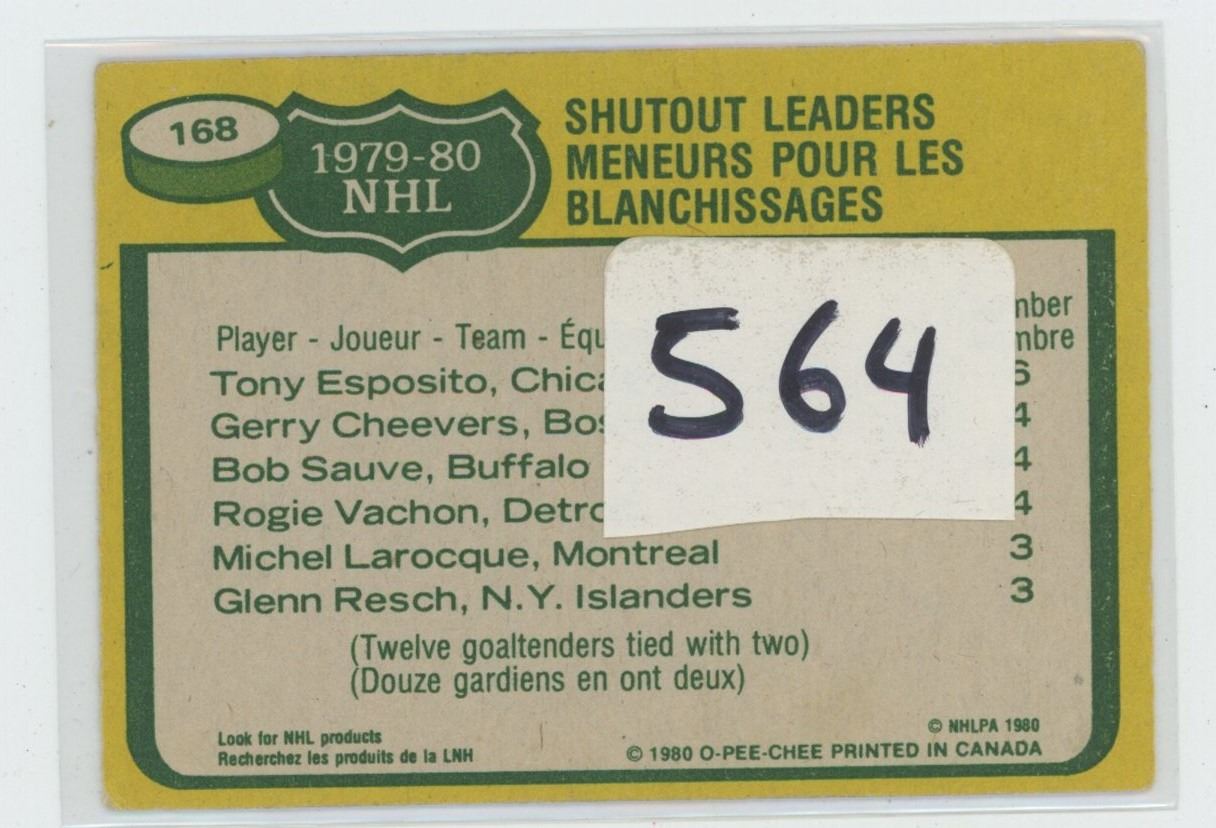 168
1979-80
NHL
SHUTOUT LEADERS
MENEURS POUR LES
BLANCHISSAGES
564
Player - Joueur - Team - Équ
mber
mbre
Tony Esposito, Chica 6
Gerry Cheevers, Bos 4
Bob Sauve, Buffalo 4
Rogie Vachon, Detro 4
Michel Larocque, Montreal 3
Glenn Resch, N.Y. Islanders 3
(Twelve goaltenders tied with two)
(Douze gardiens en ont deux)
Look for NHL products
Recherchez les produits de la LNH
© NHLPA 1980
© 1980 O-PEE-CHEE PRINTED IN CANADA